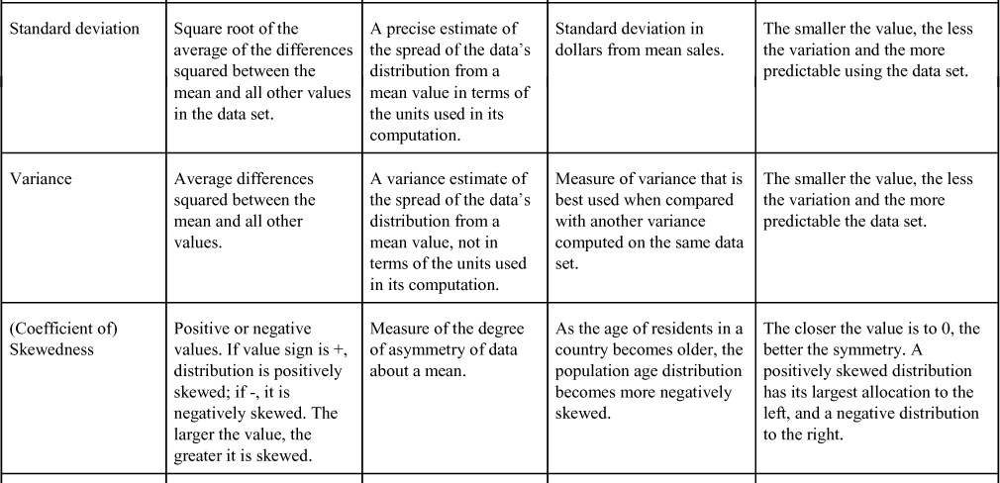 Standard deviation
Square root of the
average of the differences
squared between the
mean and all other values
in the data set.
A precise estimate of
the spread of the data's
distribution from a
mean value in terms of
the units used in its
computation.
Standard deviation in
dollars from mean sales.
The smaller the value, the less
the variation and the more
predictable using the data set.
Variance
Average differences
squared between the
mean and all other
values.
A variance estimate of
the spread of the data's
distribution from a
mean value, not in
terms of the units used
in its computation.
Measure of variance that is
best used when compared
with another variance
computed on the same data
set.
The smaller the value, the less
the variation and the more
predictable the data set.
(Coefficient of)
Skewedness
Positive or negative
values. If value sign is +,
distribution is positively
skewed; if -, it is
negatively skewed. The
larger the value, the
greater it is skewed.
Measure of the degree
of asymmetry of data
about a mean.
As the age of residents in a
country becomes older, the
population age distribution
becomes more negatively
skewed.
The closer the value is to 0, the
better the symmetry. A
positively skewed distribution
has its largest allocation to the
left, and a negative distribution
to the right.